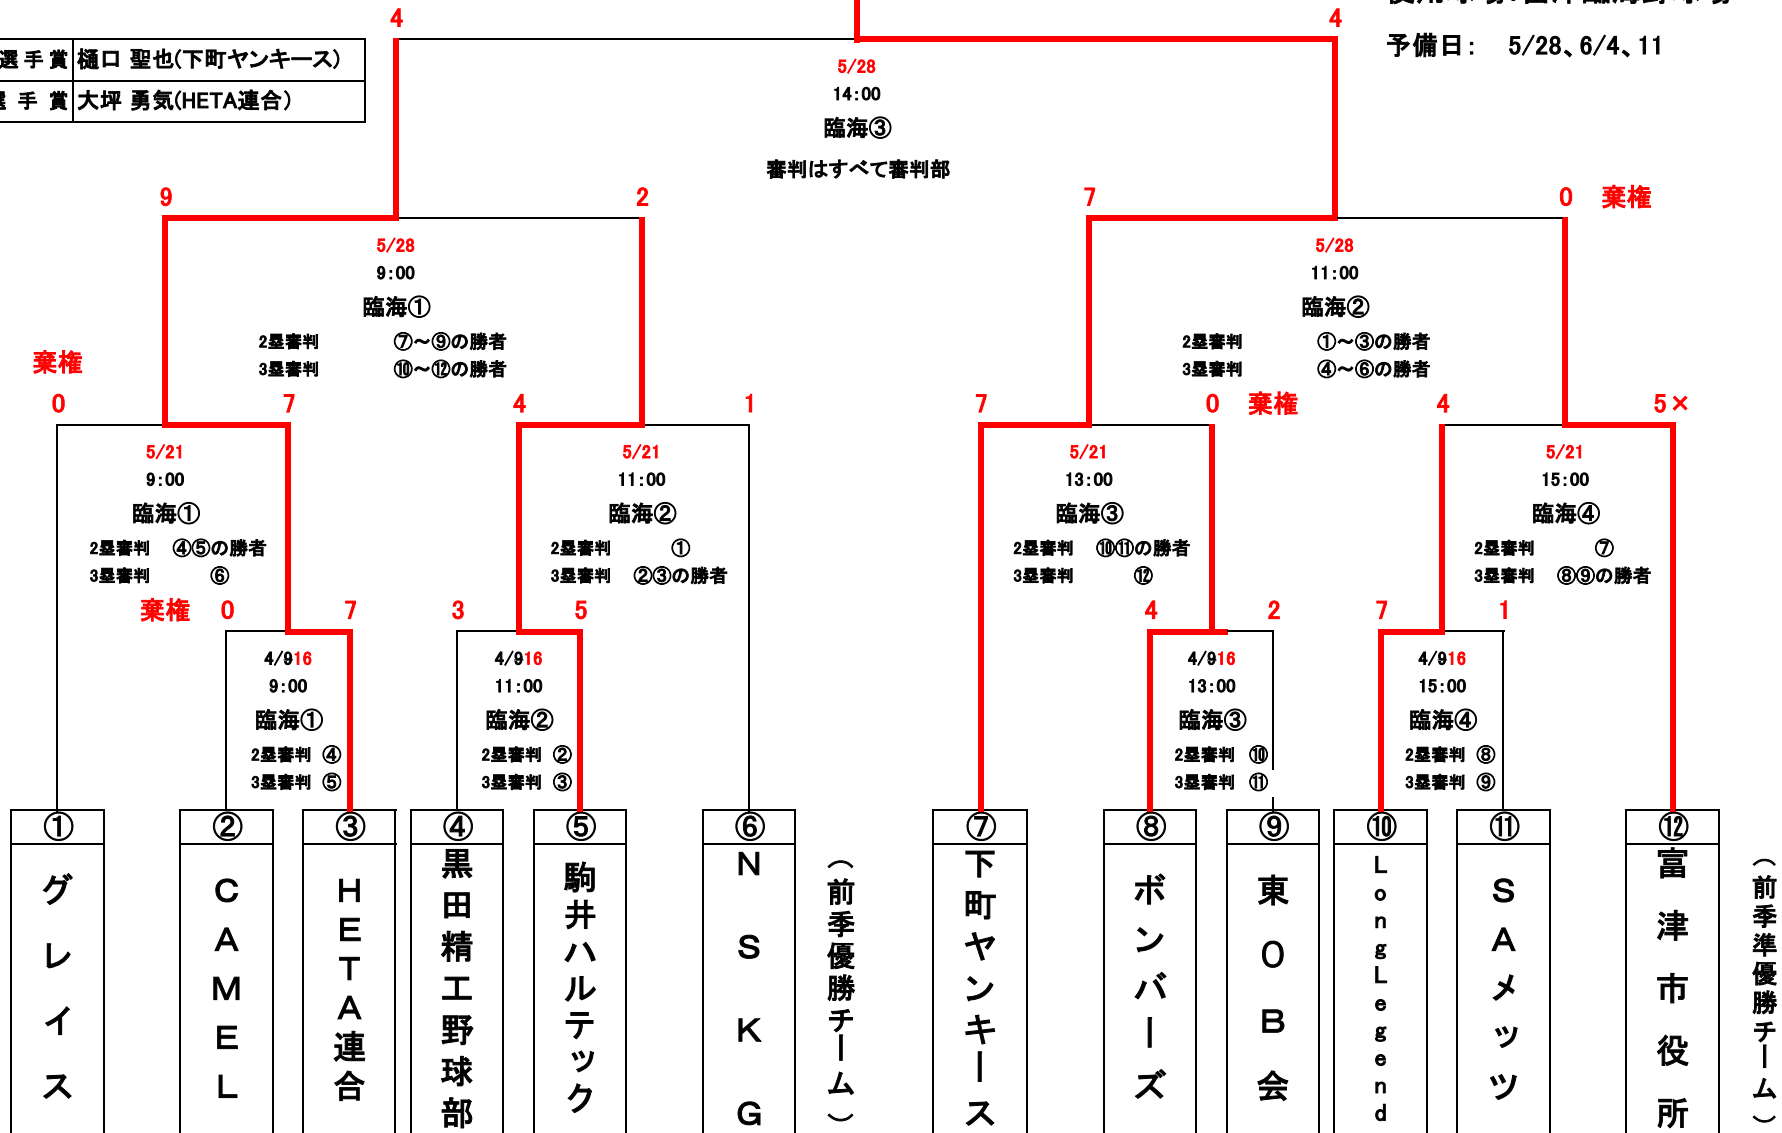 4
4
予備日： 5/28、6/4、11
選手賞 樋口 聖也(下町ヤンキース)
選手賞 大坪 勇気(HETA連合)
5/28
14:00
臨海③
審判はすべて審判部
9
2
7
0 棄権
5/28
9:00
臨海①
2塁審判 ⑦～⑨の勝者
3塁審判 ⑩～⑫の勝者
5/28
11:00
臨海②
2塁審判 ①～③の勝者
3塁審判 ④～⑥の勝者
棄権
0
7
4
1
7
0 棄権
4
5×
5/21
9:00
臨海①
2塁審判 ④⑤の勝者
3塁審判 ⑥
5/21
11:00
臨海②
2塁審判 ①
3塁審判 ②③の勝者
5/21
13:00
臨海③
2塁審判 ⑩⑪の勝者
3塁審判 ⑫
5/21
15:00
臨海④
2塁審判 ⑦
3塁審判 ⑧⑨の勝者
棄権 0
7
3
5
4
2
7
1
4/916
9:00
臨海①
2塁審判 ④
3塁審判 ⑤
4/916
11:00
臨海②
2塁審判 ②
3塁審判 ③
4/916
13:00
臨海③
2塁審判 ⑩
3塁審判 ⑪
4/916
15:00
臨海④
2塁審判 ⑧
3塁審判 ⑨
①
グレイス
②
CAMEL
③
HETA連合
④
黒田精工野球部
⑤
駒井ハルテック
⑥
NSKG
（前季優勝チーム）
⑦
下町ヤンキース
⑧
ボンバーズ
⑨
東OB会
⑩
LongLegend
⑪
SAメッツ
⑫
富津市役所
（前季準優勝チーム）